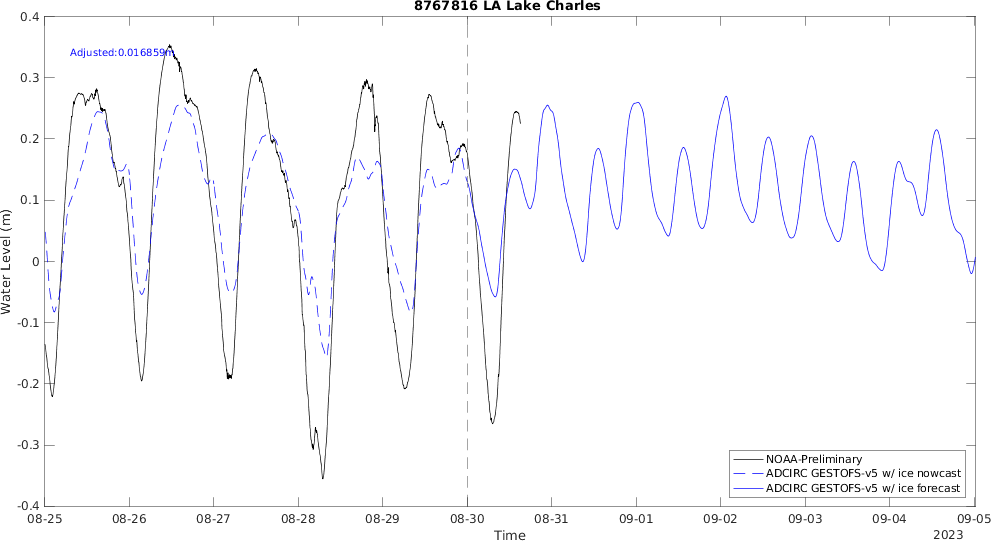 8767816 LA Lake Charles
Adjusted:0.016859m
Water Level (m)
0.4
0.3
0.2
0.1
0
-0.1
-0.2
-0.3
-0.4
NOAA-Preliminary
ADCIRC GESTOFS-v5 w/ ice nowcast
ADCIRC GESTOFS-v5 w/ ice forecast
08-25 08-26 08-27 08-28 08-29 08-30 08-31 09-01 09-02 09-03 09-04 09-05
Time
2023